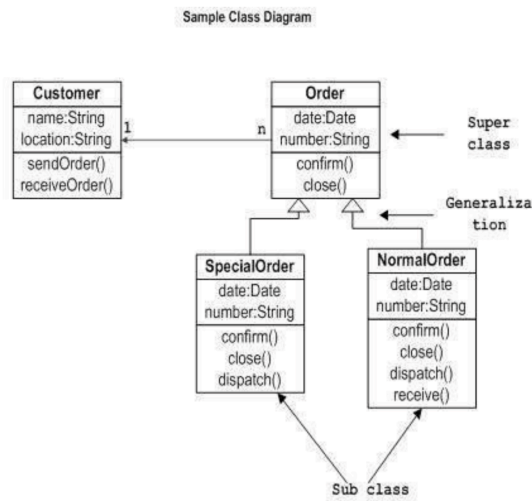 Sample Class Diagram
Customer
name:String
location:String
sendOrder()
receiveOrder()
1
n
Order
date:Date
number:String
confirm()
close()
Super
class
Generaliza
tion
SpecialOrder
date:Date
number:String
confirm()
close()
dispatch()
NormalOrder
date:Date
number:String
confirm()
close()
dispatch()
receive()
Sub class